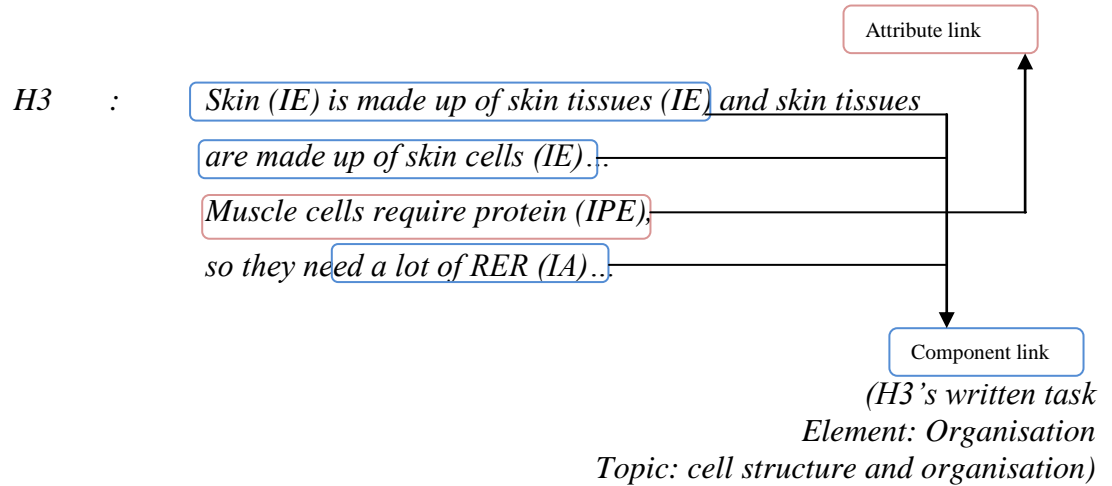 Attribute link
H3 : Skin (IE) is made up of skin tissues (IE) and skin tissues
are made up of skin cells (IE)…
Muscle cells require protein (IPE),
so they need a lot of RER (IA)…
Component link
(H3’s written task
Element: Organisation
Topic: cell structure and organisation)